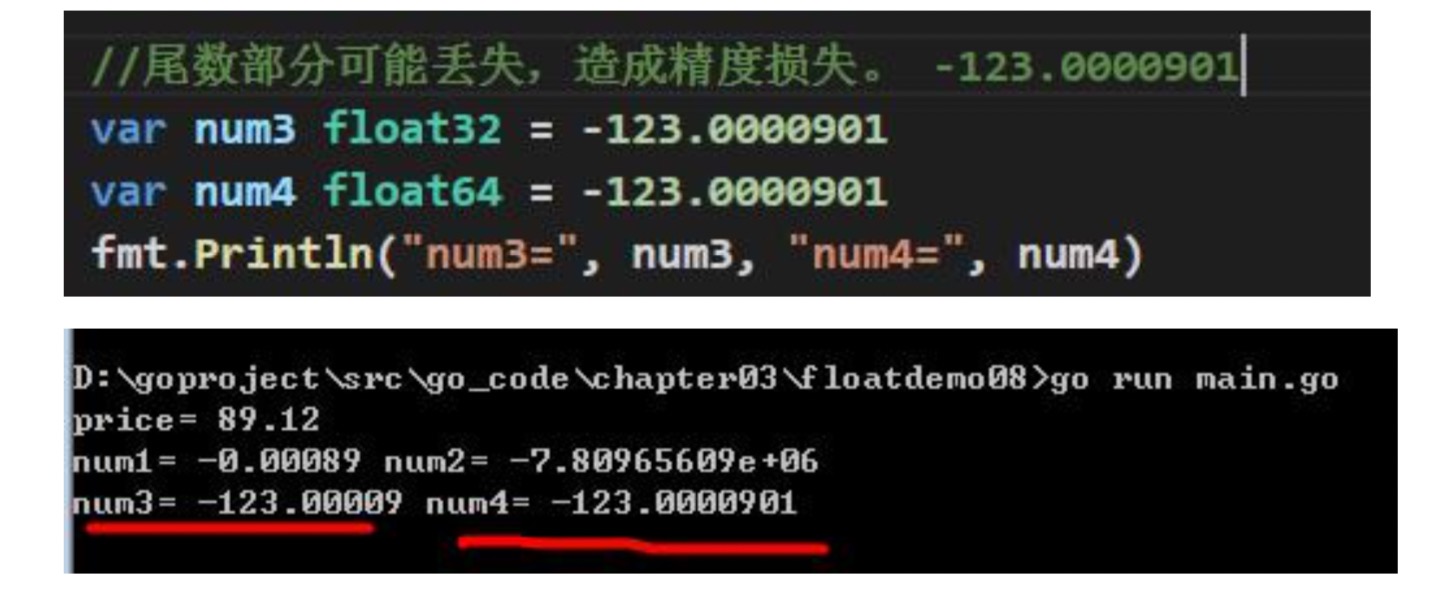 //尾数部分可能丢失，造成精度损失。 -123.0000901
var num3 float32 = -123.0000901
var num4 float64 = -123.0000901
fmt.Println("num3=", num3, "num4=", num4)
D:\goproject\src\go_code\chapter03\floatdemo08>go run main.go
price= 89.12
num1= -0.00089 num2= -7.80965609e+06
num3= -123.00009 num4= -123.0000901